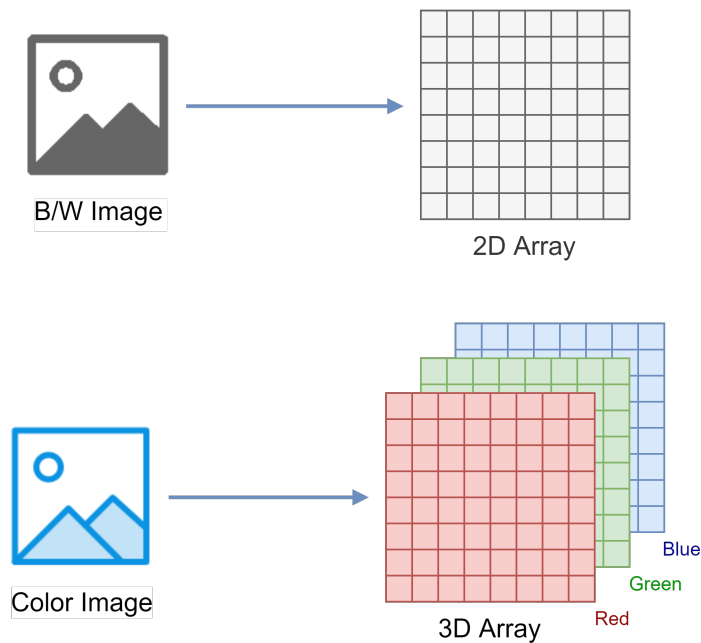 B/W Image
2D Array
Blue
Green
Color Image
Red
3D Array